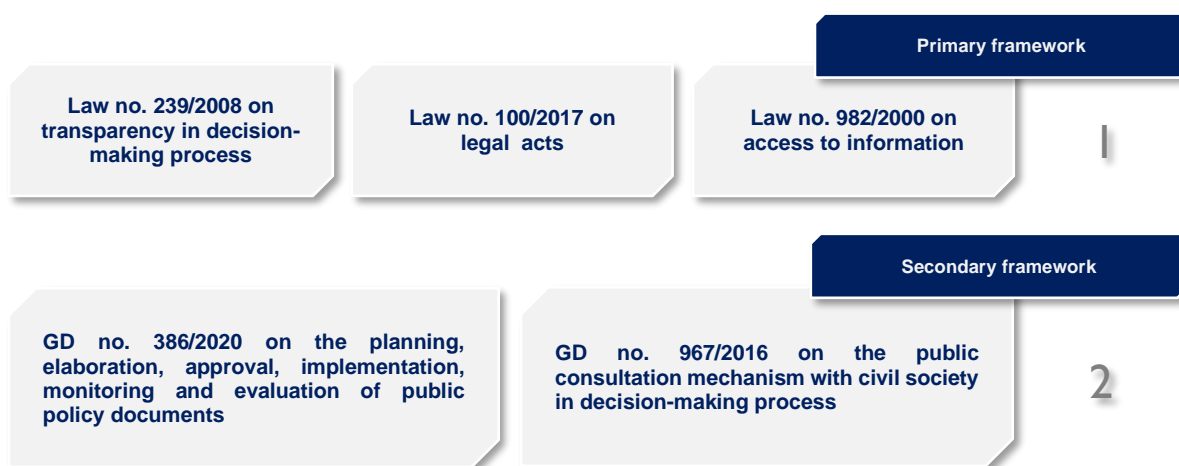 Primary framework
Law no. 239/2008 on
transparency in decision-
making process
Law no. 100/2017 on
legal acts
Law no. 982/2000 on
access to information
1
Secondary framework
GD no. 386/2020 on the planning,
elaboration, approval, implementation,
monitoring and evaluation of public
policy documents
GD no. 967/2016 on the public
consultation mechanism with civil society
in decision-making process
2